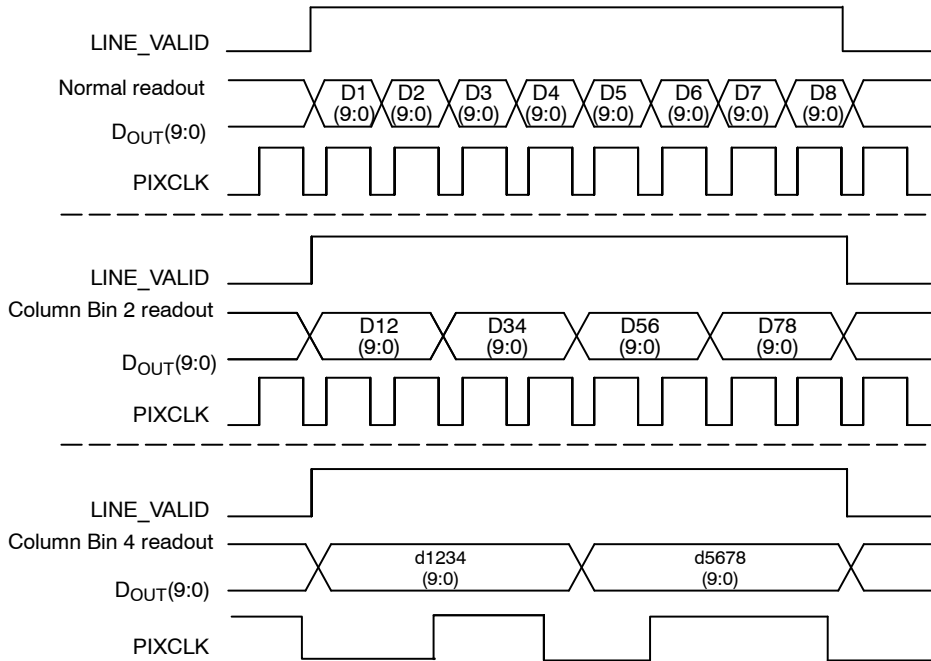 LINE_VALID
Normal readout
D1 D2 D3 D4 D5 D6 D7 D8
(9:0) (9:0) (9:0) (9:0) (9:0) (9:0) (9:0) (9:0)
DOUT(9:0)
PIXCLK
LINE_VALID
Column Bin 2 readout
D12 D34 D56 D78
(9:0) (9:0) (9:0) (9:0)
DOUT(9:0)
PIXCLK
LINE_VALID
Column Bin 4 readout
d1234 d5678
(9:0) (9:0)
DOUT(9:0)
PIXCLK